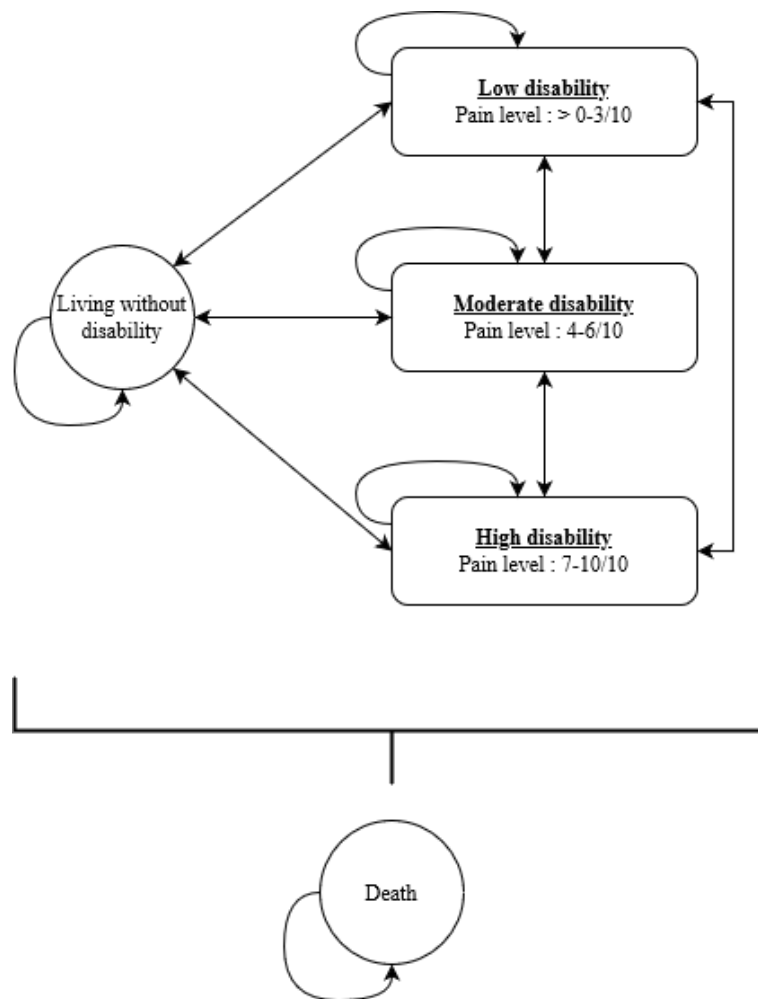 Low disability
Pain level : > 0-3/10
Living without
disability
Moderate disability
Pain level : 4-6/10
High disability
Pain level : 7-10/10
Death